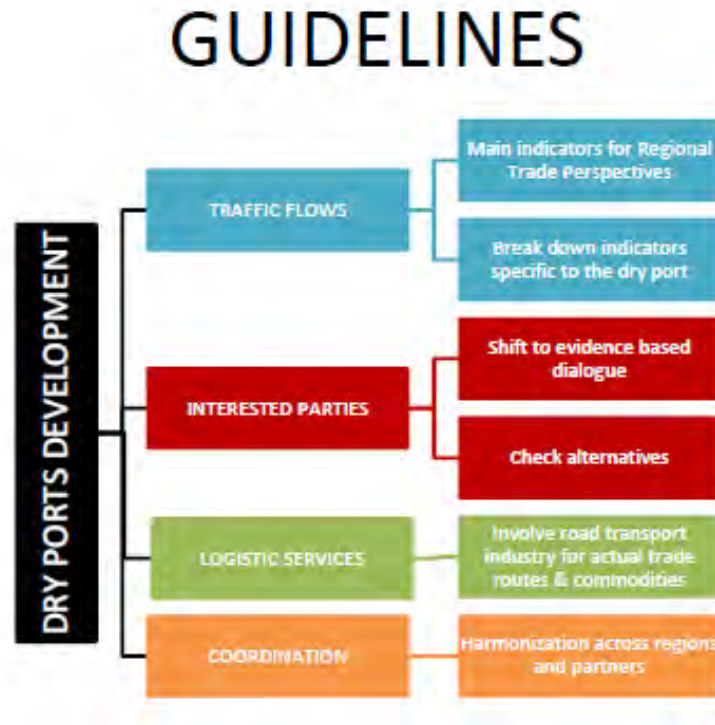 GUIDELINES
DRY PORTS DEVELOPMENT
TRAFFIC FLOWS
Main indicators for Regional
Trade Perspectives
Break down indicators
specific to the dry port
INTERESTED PARTIES
Shift to evidence based
dialogue
Check alternatives
LOGISTIC SERVICES
Involve road transport
industry for actual trade
routes & commodities
COORDINATION
Harmonization across regions
and partners